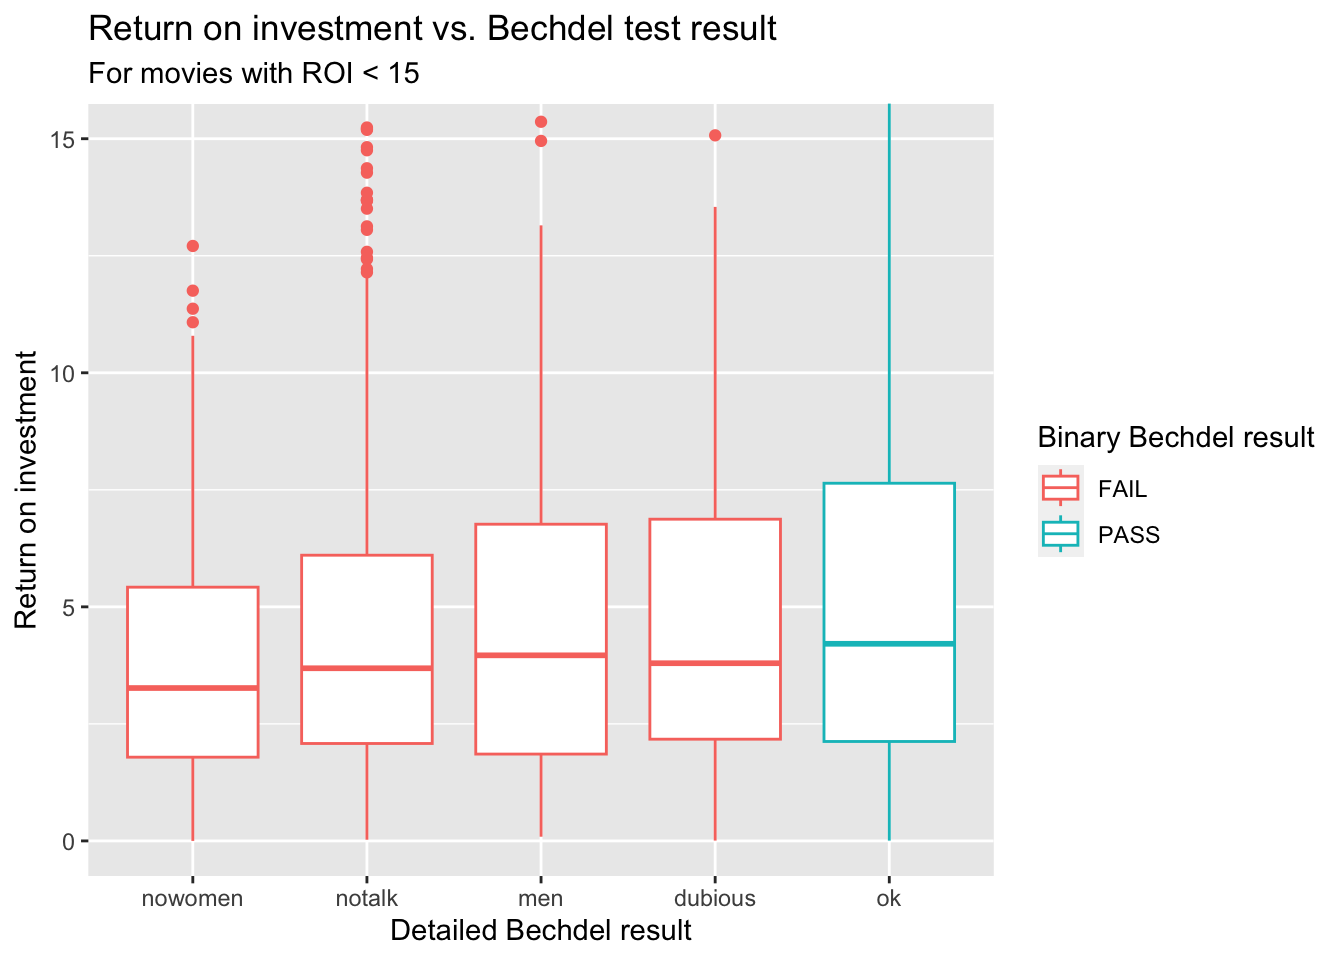 Return on investment vs. Bechdel test result
For movies with ROI < 15
Return on investment
15
10
5
0
nowomen
notalk
men
dubious
ok
Detailed Bechdel result
Binary Bechdel result
FAIL
PASS